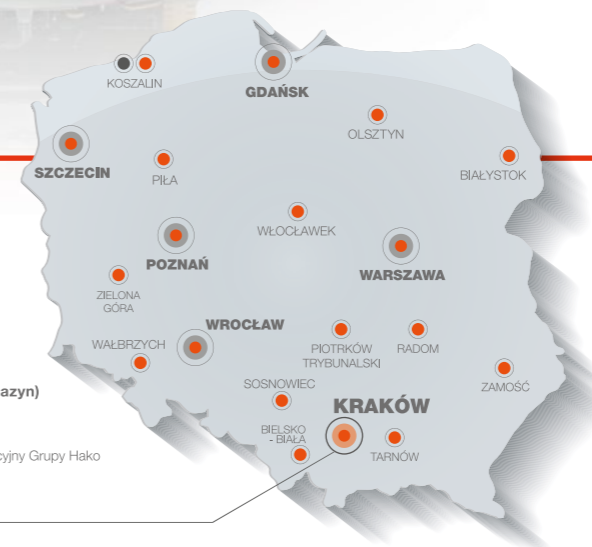 KOSZALIN
GDAŃSK
OLSZTYN
SZCZECIN
PIŁA
BIAŁYSTOK
WŁOCŁAWEK
POZNAŃ
WARSZAWA
ZIELONA
GÓRA
WROCŁAW
WAŁBRZYCH
PIOTRKÓW
TRYBUNALSKI
RADOM
SOSNOWIEC
ZAMOŚĆ
azyn)
KRAKÓW
BIELSKO
- BIAŁA
TARNÓW
cyjny Grupy Hako